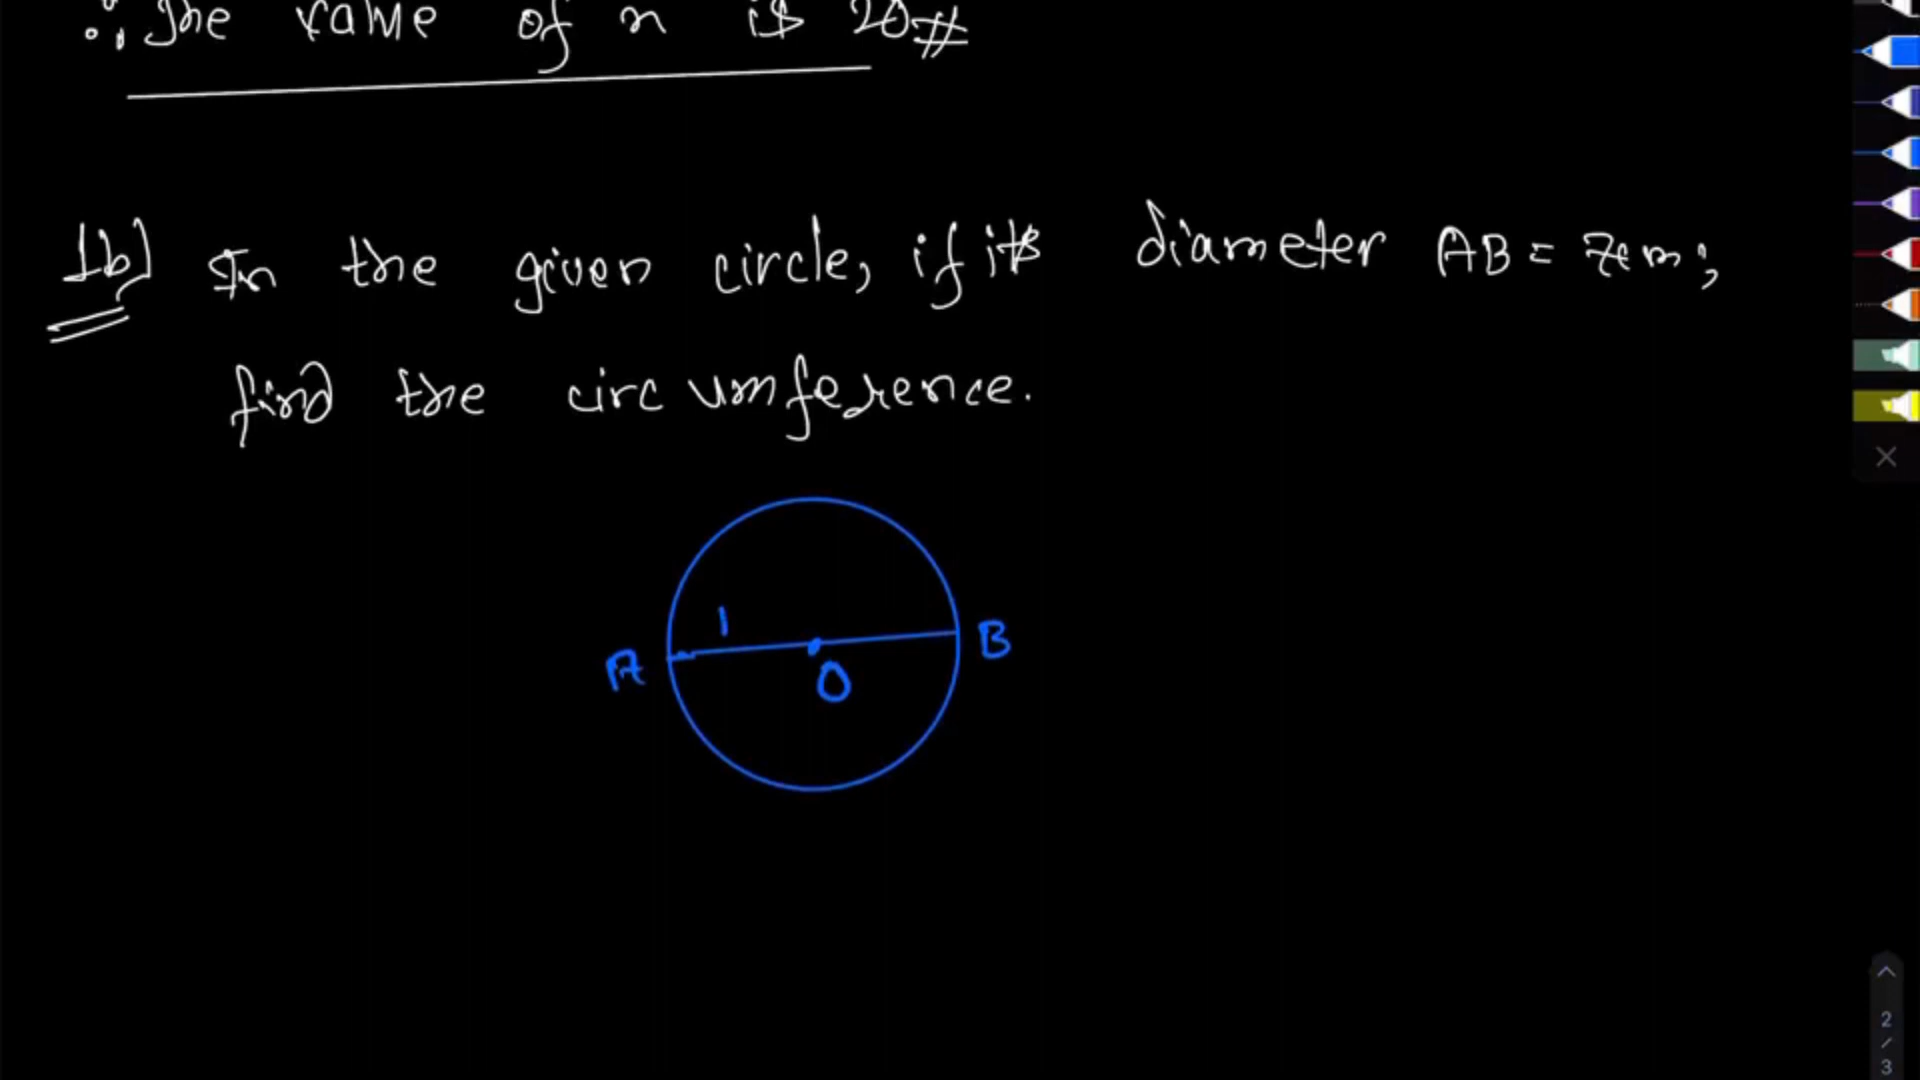 ∴ The value of x is 20#
1b) In the given circle, if its diameter AB = 7cm;
find the circumference.
A
B
O
2
/
3